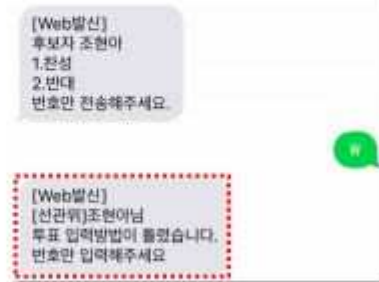 [Web발신]
후보자 조현아
1.찬성
2.반대
번호만 전송해주세요.
[Web발신]
[선관위]조현아님
투표 입력방법이 틀렸습니다.
번호만 입력해주세요